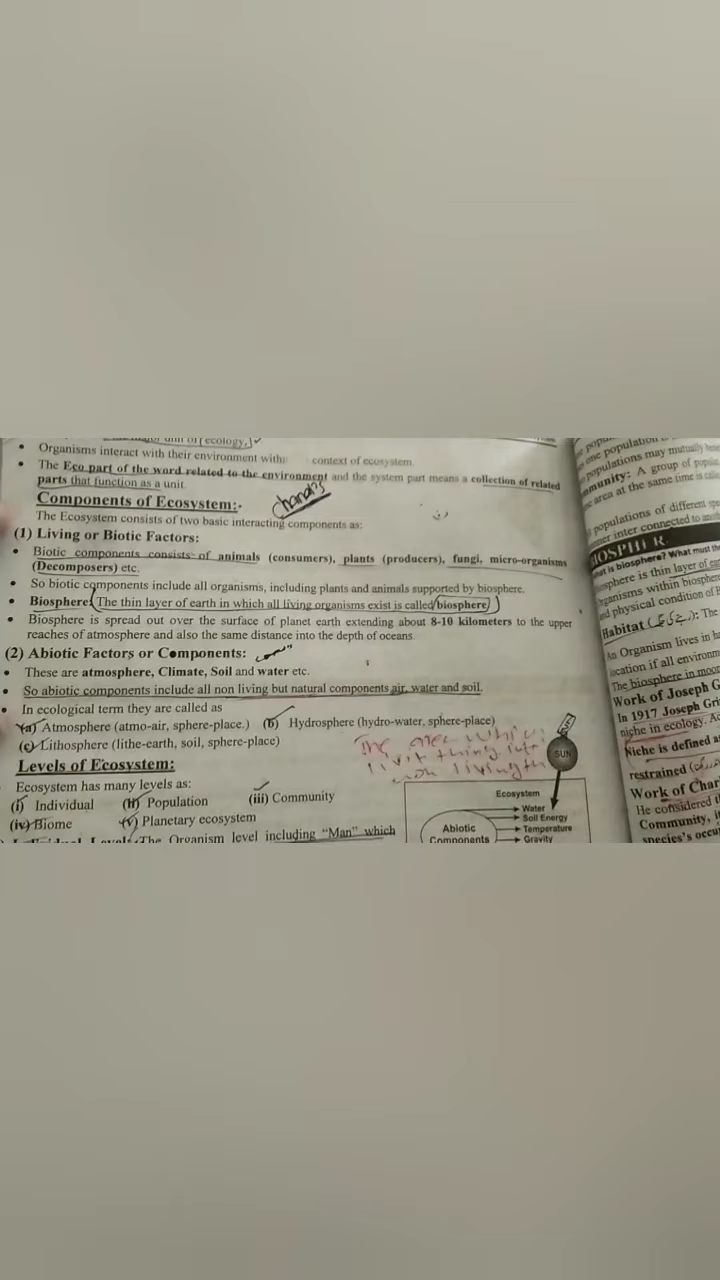 unit of ecology.
• Organisms interact with their environment with context of ecosystem.
• The Eco part of the word related to the environment and the system part means a collection of related
parts that function as a unit.
Components of Ecosystem:-
The Ecosystem consists of two basic interacting components as:
(1) Living or Biotic Factors:
• Biotic components consists of animals (consumers), plants (producers), fungi, micro-organisms
(Decomposers) etc.
• So biotic components include all organisms, including plants and animals supported by biosphere.
• Biosphere: The thin layer of earth in which all living organisms exist is called biosphere
• Biosphere is spread out over the surface of planet earth extending about 8-10 kilometers to the upper
reaches of atmosphere and also the same distance into the depth of oceans.
(2) Abiotic Factors or Components:
• These are atmosphere, Climate, Soil and water etc.
• So abiotic components include all non living but natural components air, water and soil.
• In ecological term they are called as
(a) Atmosphere (atmo-air, sphere-place.) (b) Hydrosphere (hydro-water, sphere-place)
(c) Lithosphere (lithe-earth, soil, sphere-place)
Levels of Ecosystem:
Ecosystem has many levels as:
(i) Individual (ii) Population (iii) Community
(iv) Biome (v) Planetary ecosystem
The Organism level including "Man" which
SUN
Ecosystem
Abiotic
Components
Water
Soil Energy
Temperature
Gravity
one population
populations may mutually
mmunity: A group of
area at the same time is
populations of different
inter connected to
IOSPHER
is biosphere? What must
sphere is thin layer of
rganisms within biosphere
nd physical condition of
Habitat The
An Organism lives in
location if all environm
The biosphere in
Work of Joseph G
In 1917 Joseph Gri
niche in ecology.
Niche is defined as
restrained
Work of Char
He considered
Community,
species's occu